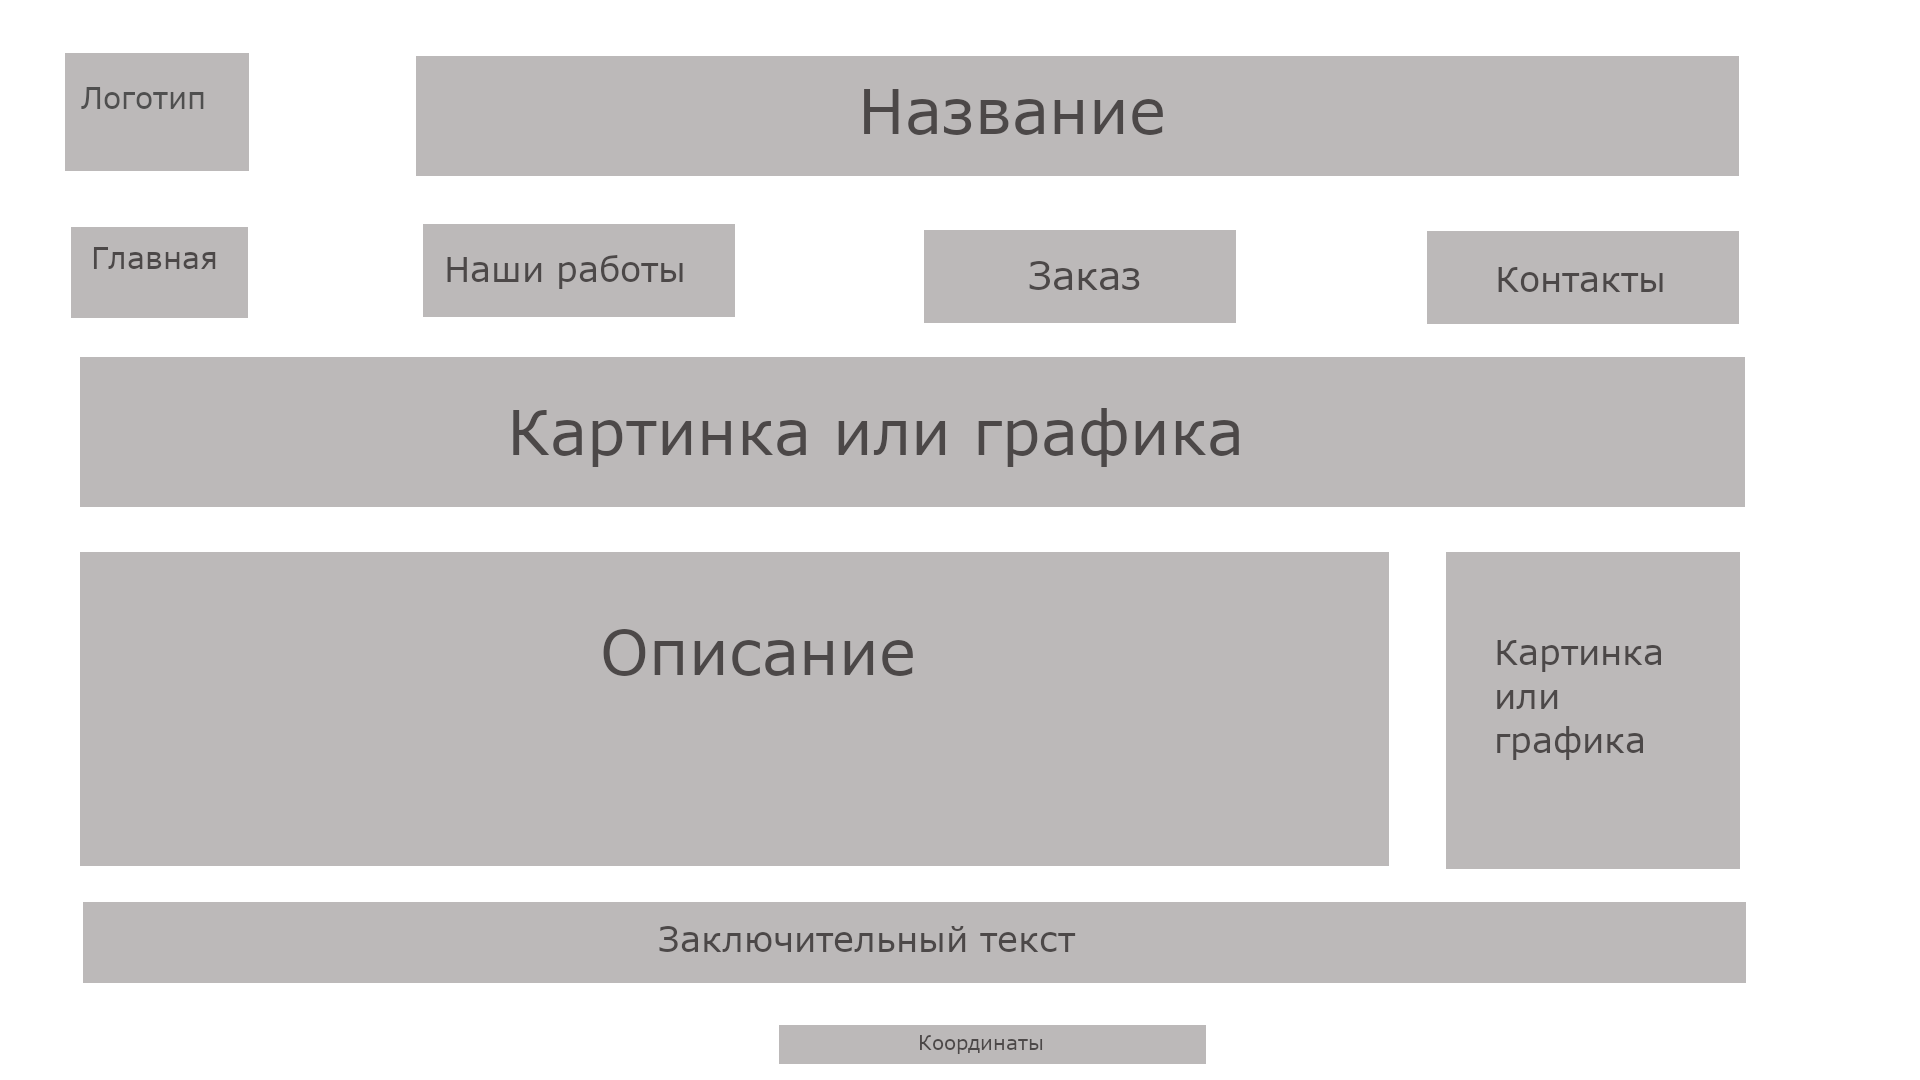 Логотип
Название
Главная
Наши работы
Заказ
Контакты
Картинка или графика
Описание
Картинка
или
графика
Заключительный текст
Координаты